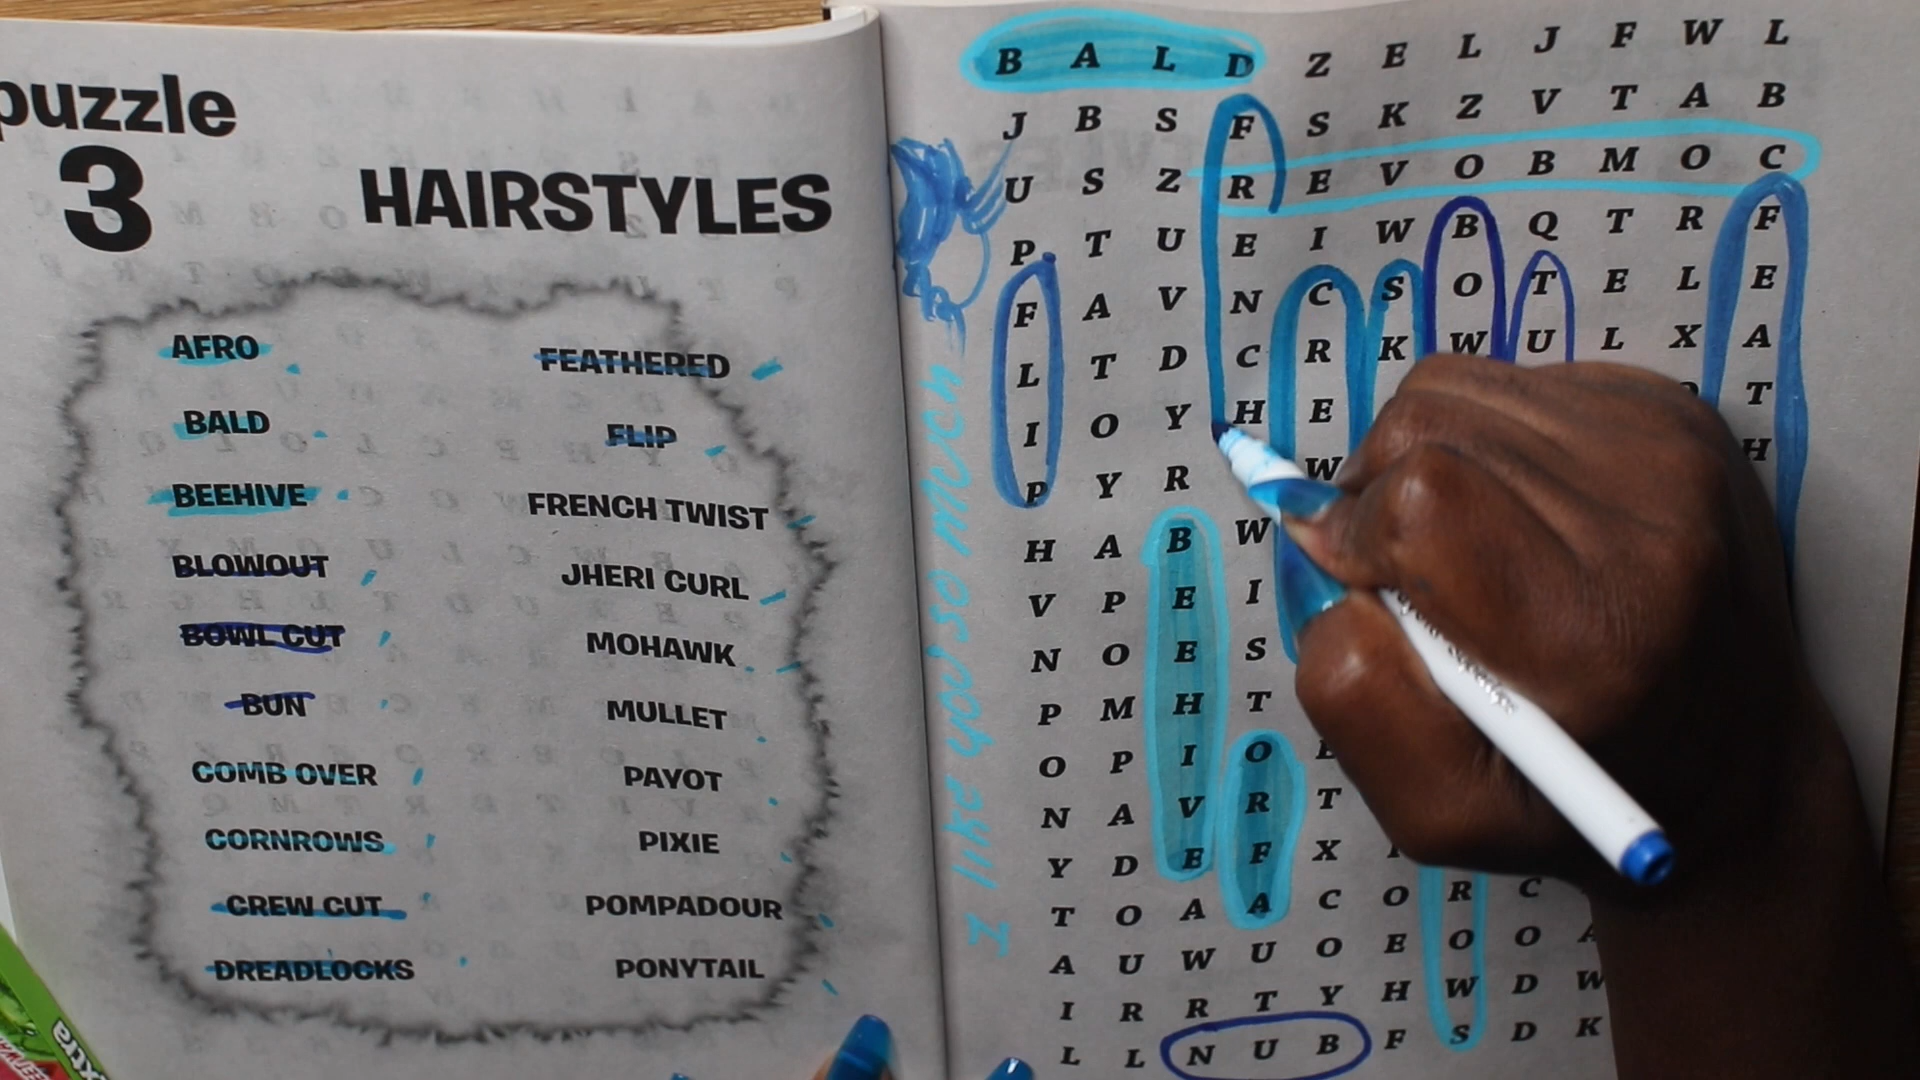 puzzle
3
HAIRSTYLES
AFRO
BALD
BEEHIVE
BLOWOUT
BOWL CUT
BUN
COMB OVER
CORNROWS
CREW CUT
DREADLOCKS
FEATHERED
FLIP
FRENCH TWIST
JHERI CURL
MOHAWK
MULLET
PAYOT
PIXIE
POMPADOUR
PONYTAIL
I like you so much
B A L D Z E L J F W L
J B S F S K Z V T A B
U S Z R E V O B M O C
P T U E I W B Q T R F
F A V N C S O T E L E
L T D C R K W U L X A
I O Y H E T
P Y R W H
H A B W
V P E I
N O E S
P M H T
O P I O
N A V R T
Y D E F X
T O A A C O R C
A U W U O E O O
I R R T Y H W D W
L L N U B F S D K
extra